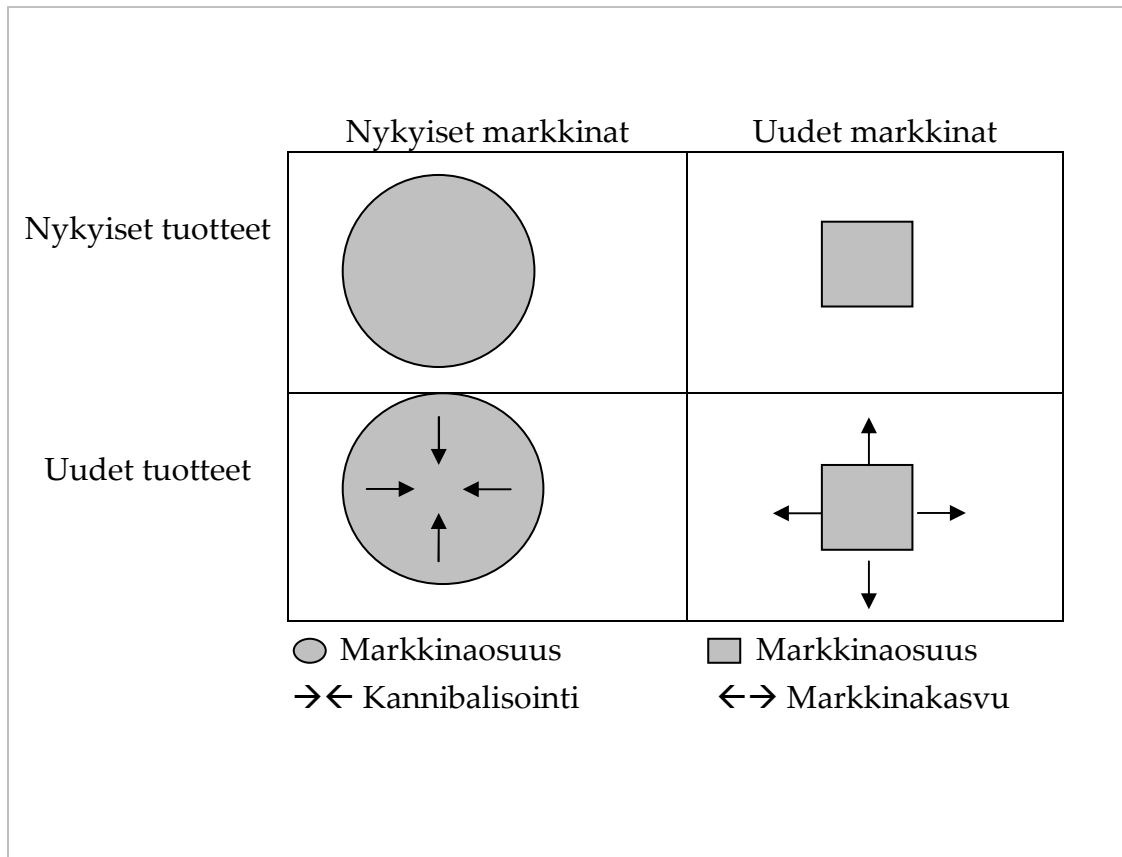 Nykyiset markkinat
Uudet markkinat
Nykyiset tuotteet
Uudet tuotteet
Markkinaosuus
Markkinaosuus
→← Kannibalisointi
←→ Markkinakasvu